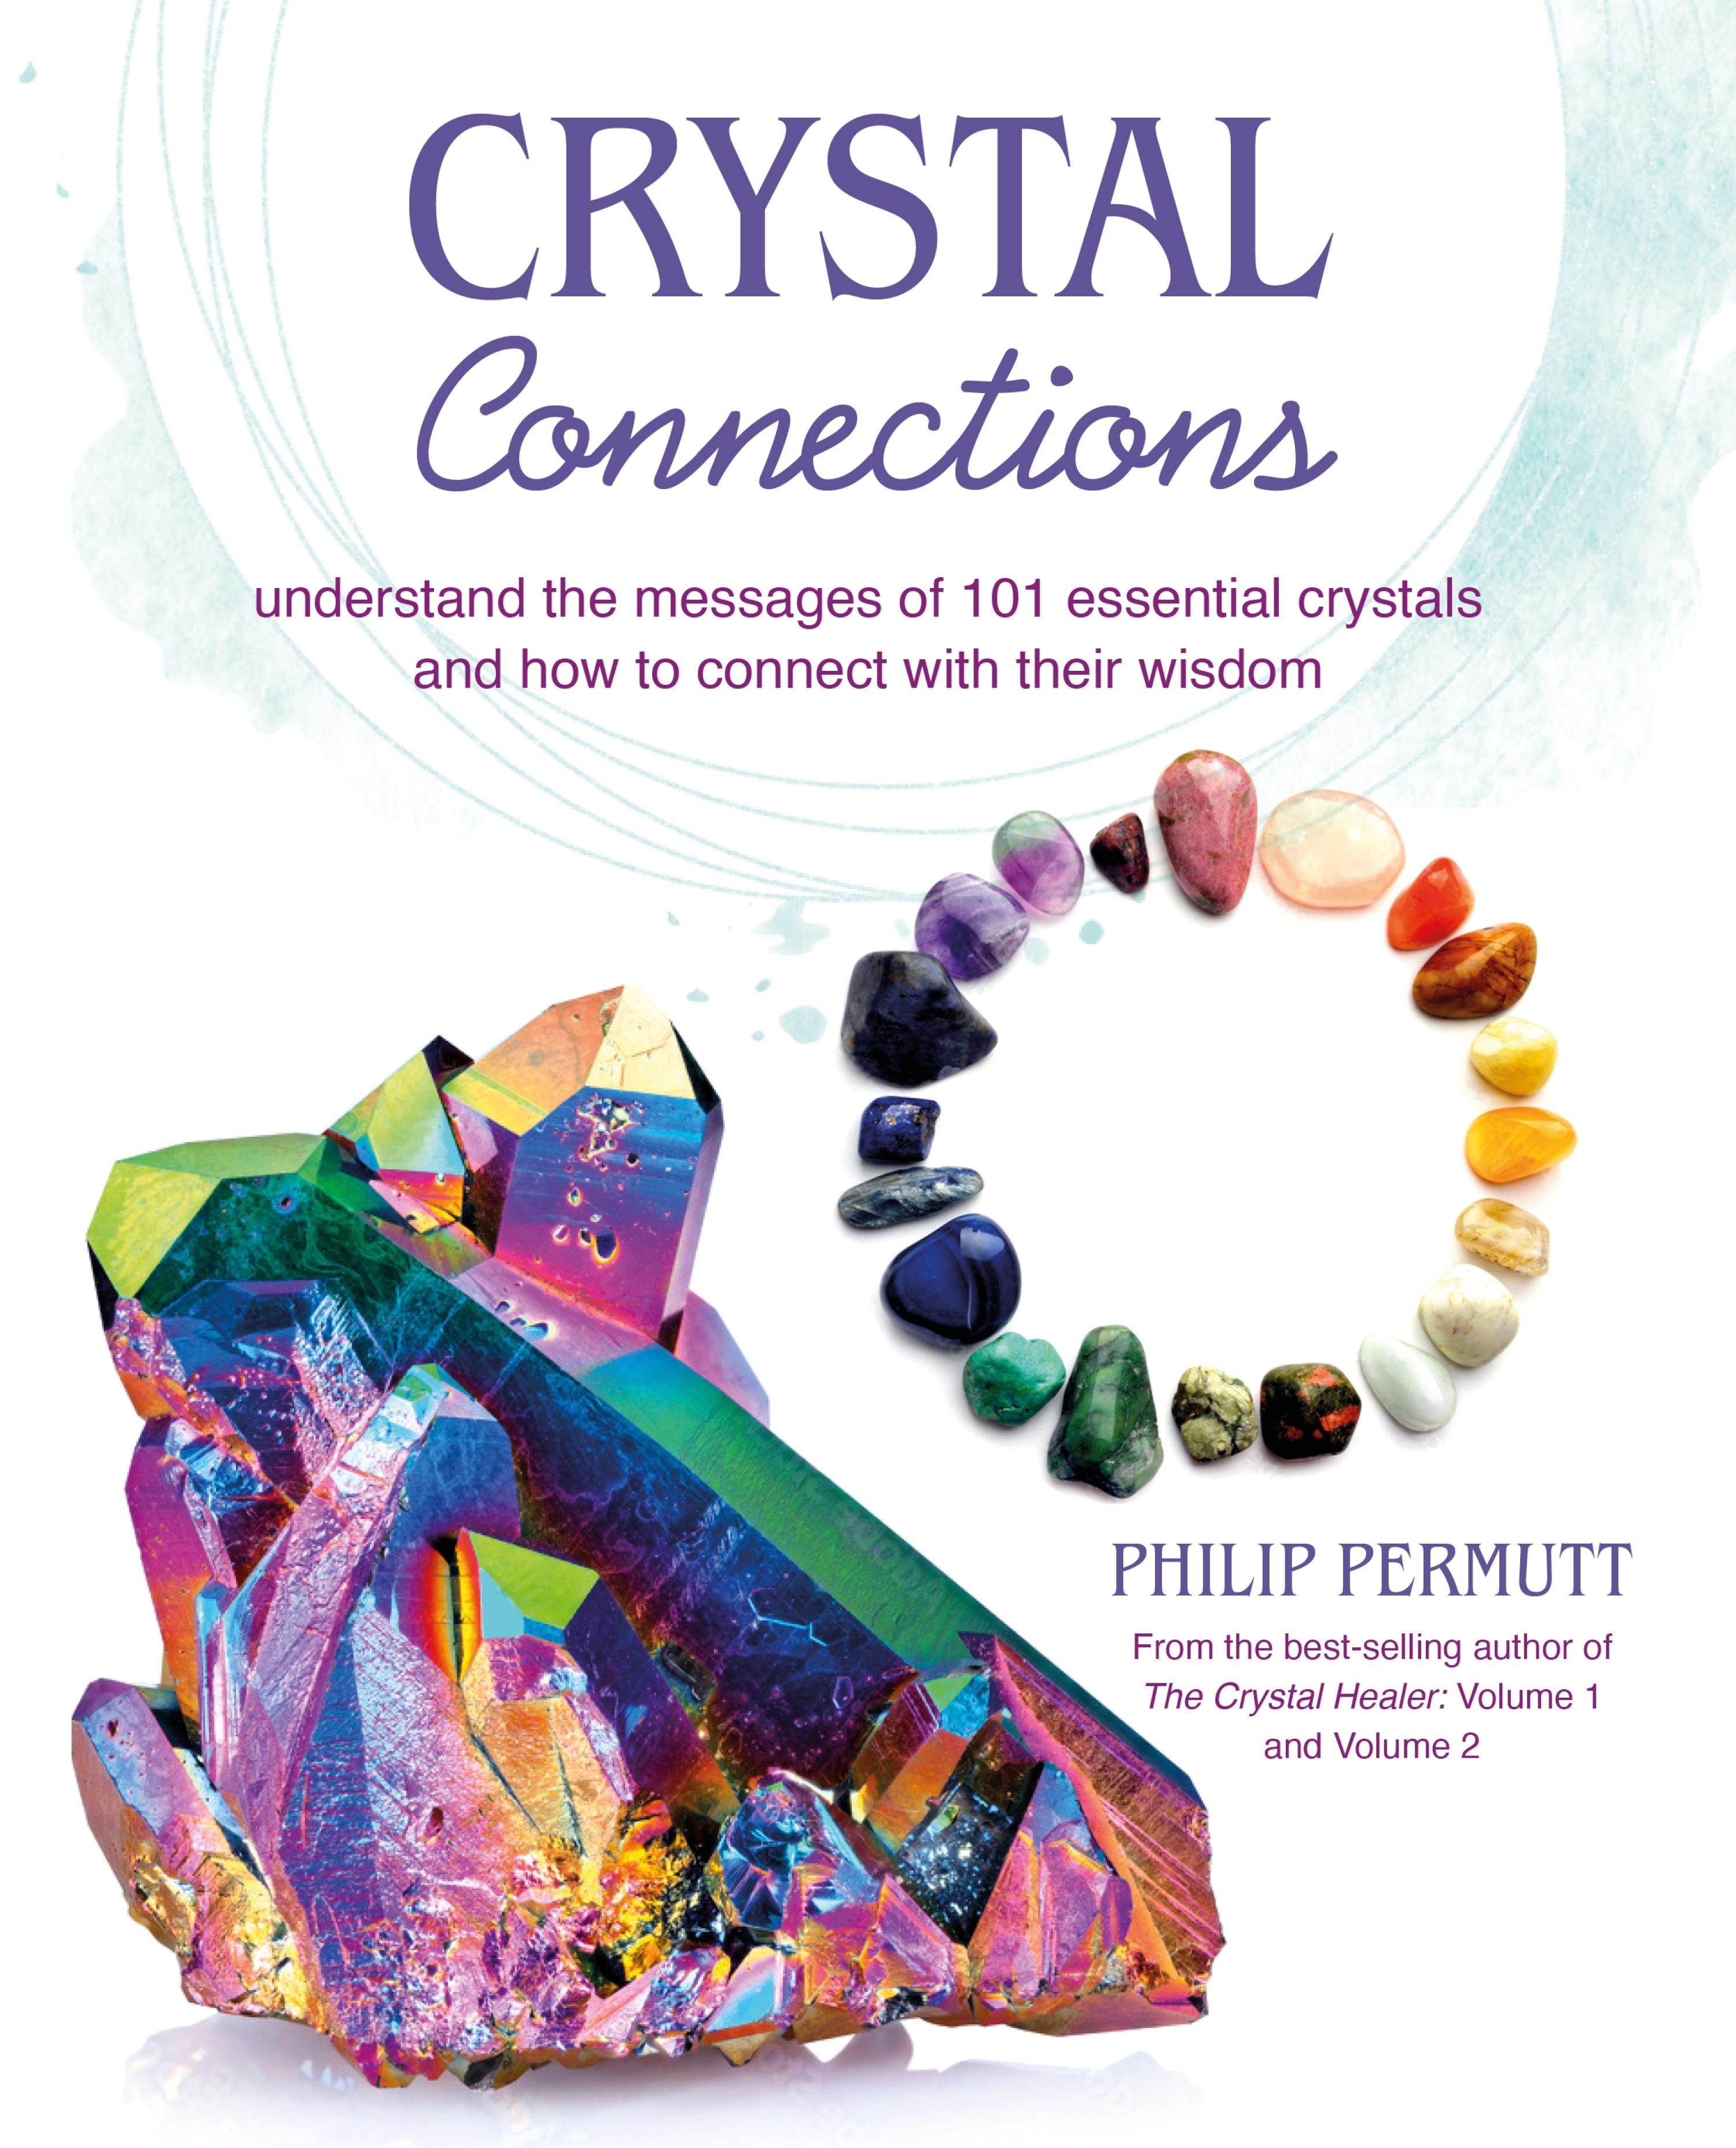 CRYSTAL
Connections
understand the messages of 101 essential crystals
and how to connect with their wisdom
PHILIP PERMUTT
From the best-selling author of
The Crystal Healer: Volume 1
and Volume 2